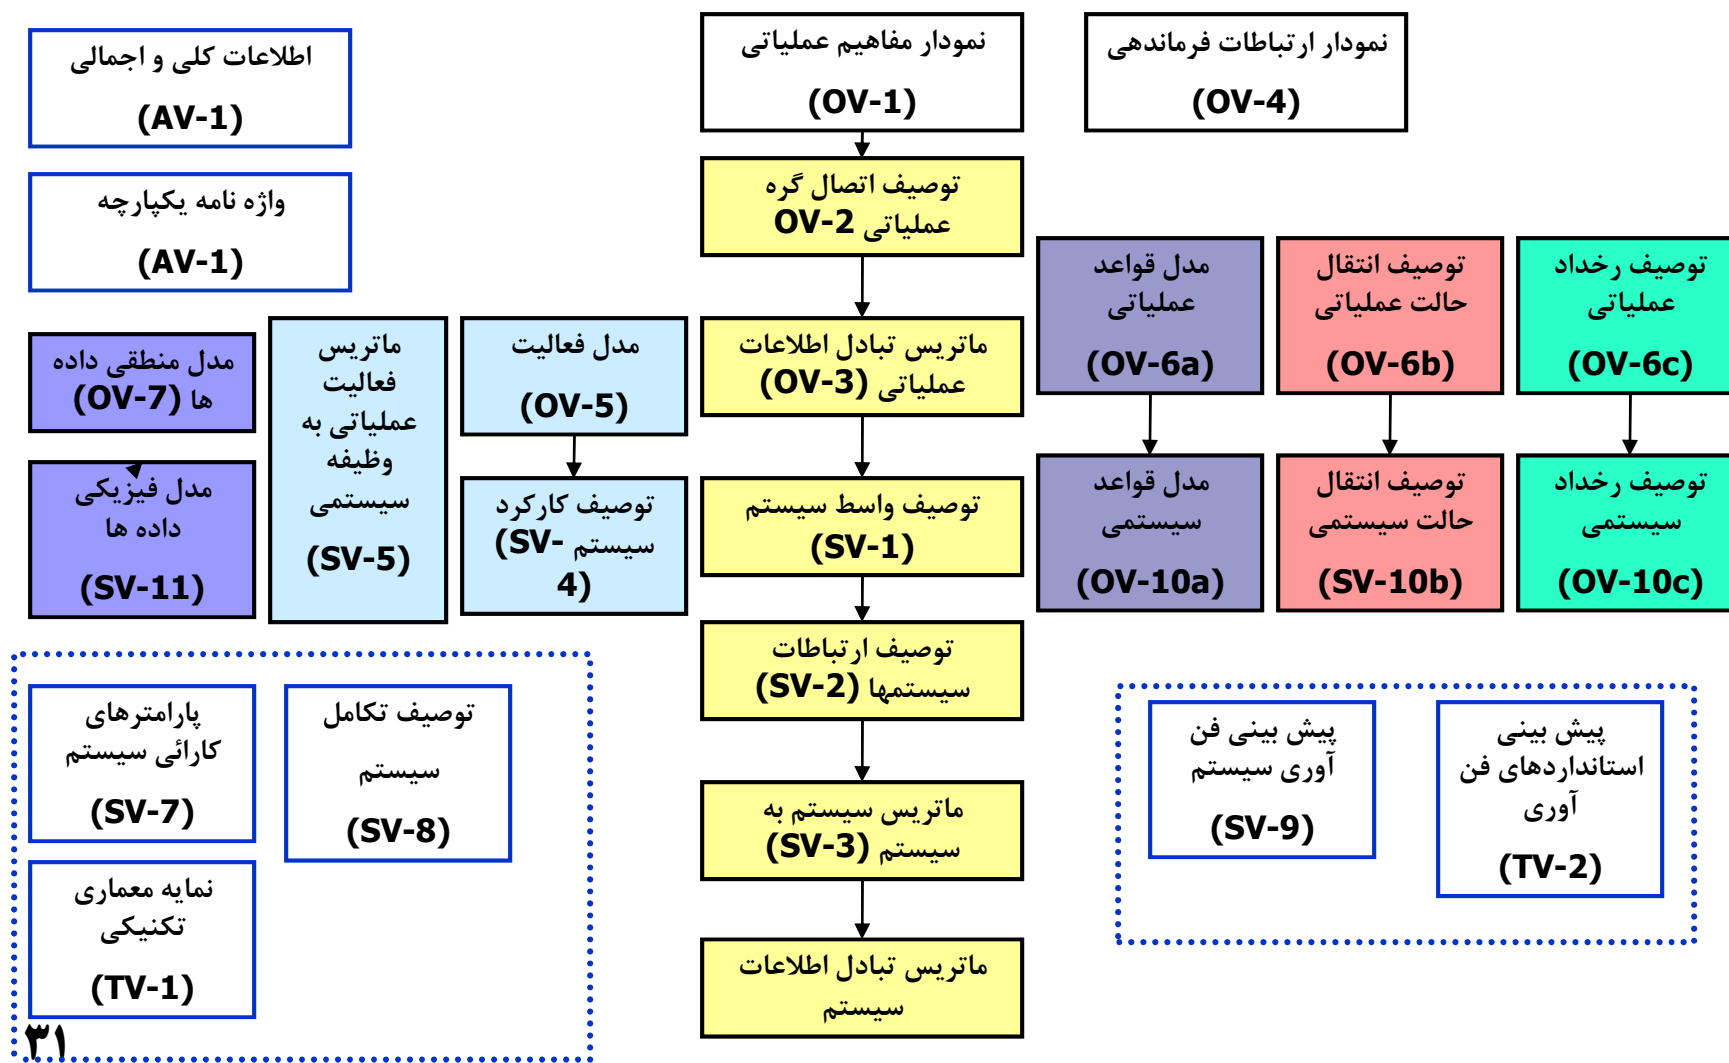 اطلاعات کلی و اجمالی
(AV-1)
واژه نامه یکپارچه
(AV-1)
نمودار مفاهیم عملیاتی
(OV-1)
نمودار ارتباطات فرماندهی
(OV-4)
توصیف اتصال گره
عملیاتی OV-2
ماتریس تبادل اطلاعات
عملیاتی (OV-3)
توصیف واسط سیستم
(SV-1)
توصیف ارتباطات
سیستمها (SV-2)
ماتریس سیستم به
سیستم (SV-3)
ماتریس تبادل اطلاعات
سیستم
مدل قواعد
عملیاتی
(OV-6a)
توصیف انتقال
حالت عملیاتی
(OV-6b)
توصیف رخداد
عملیاتی
(OV-6c)
مدل قواعد
سیستمی
(OV-10a)
توصیف انتقال
حالت سیستمی
(SV-10b)
توصیف رخداد
سیستمی
(OV-10c)
مدل منطقی داده
ها (OV-7)
مدل فیزیکی
داده ها
(SV-11)
ماتریس
فعالیت
عملیاتی به
وظیفه
سیستمی
(SV-5)
مدل فعالیت
(OV-5)
توصیف کارکرد
سیستم (SV-
4)
پارامترهای
کارائی سیستم
(SV-7)
توصیف تکامل
سیستم
(SV-8)
نمایه معماری
تکنیکی
(TV-1)
پیش بینی فن
آوری سیستم
(SV-9)
پیش بینی
استانداردهای فن
آوری
(TV-2)
۳۱